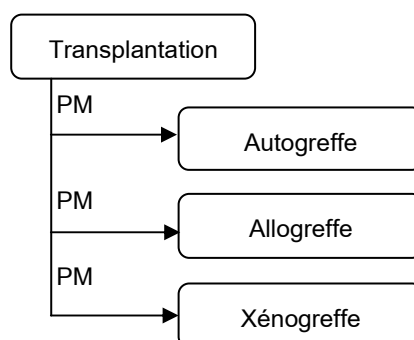 Transplantation
PM
Autogreffe
PM
Allogreffe
PM
Xénogreffe